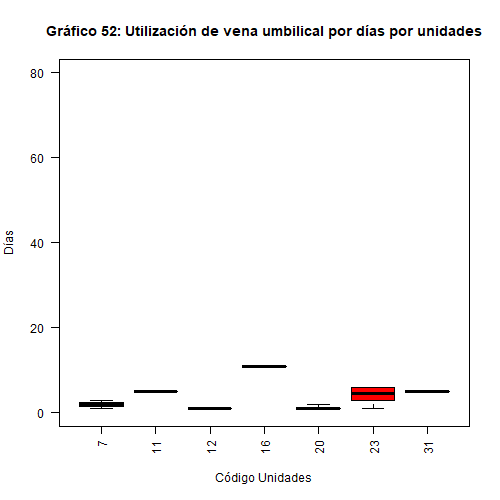 Gráfico 52: Utilización de vena umbilical por días por unidades
80
60
40
20
0
Días
7 11 12 16 20 23 31
Código Unidades